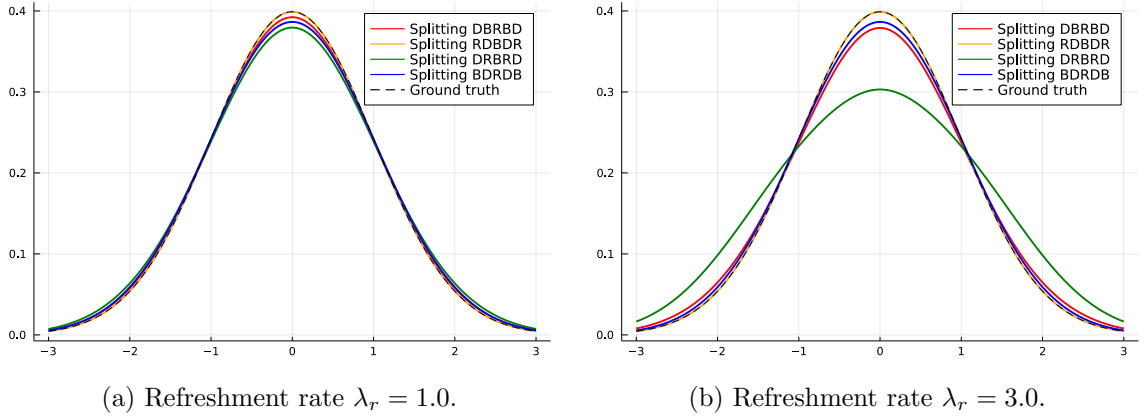 0.4
0.3
0.2
0.1
0.0
−3
−2
−1
0
1
2
3
Splitting DBRBD
Splitting RDBDR
Splitting DRBRD
Splitting BDRDB
Ground truth
(a) Refreshment rate λr = 1.0.
0.4
0.3
0.2
0.1
0.0
−3
−2
−1
0
1
2
3
Splitting DBRBD
Splitting RDBDR
Splitting DRBRD
Splitting BDRDB
Ground truth
(b) Refreshment rate λr = 3.0.